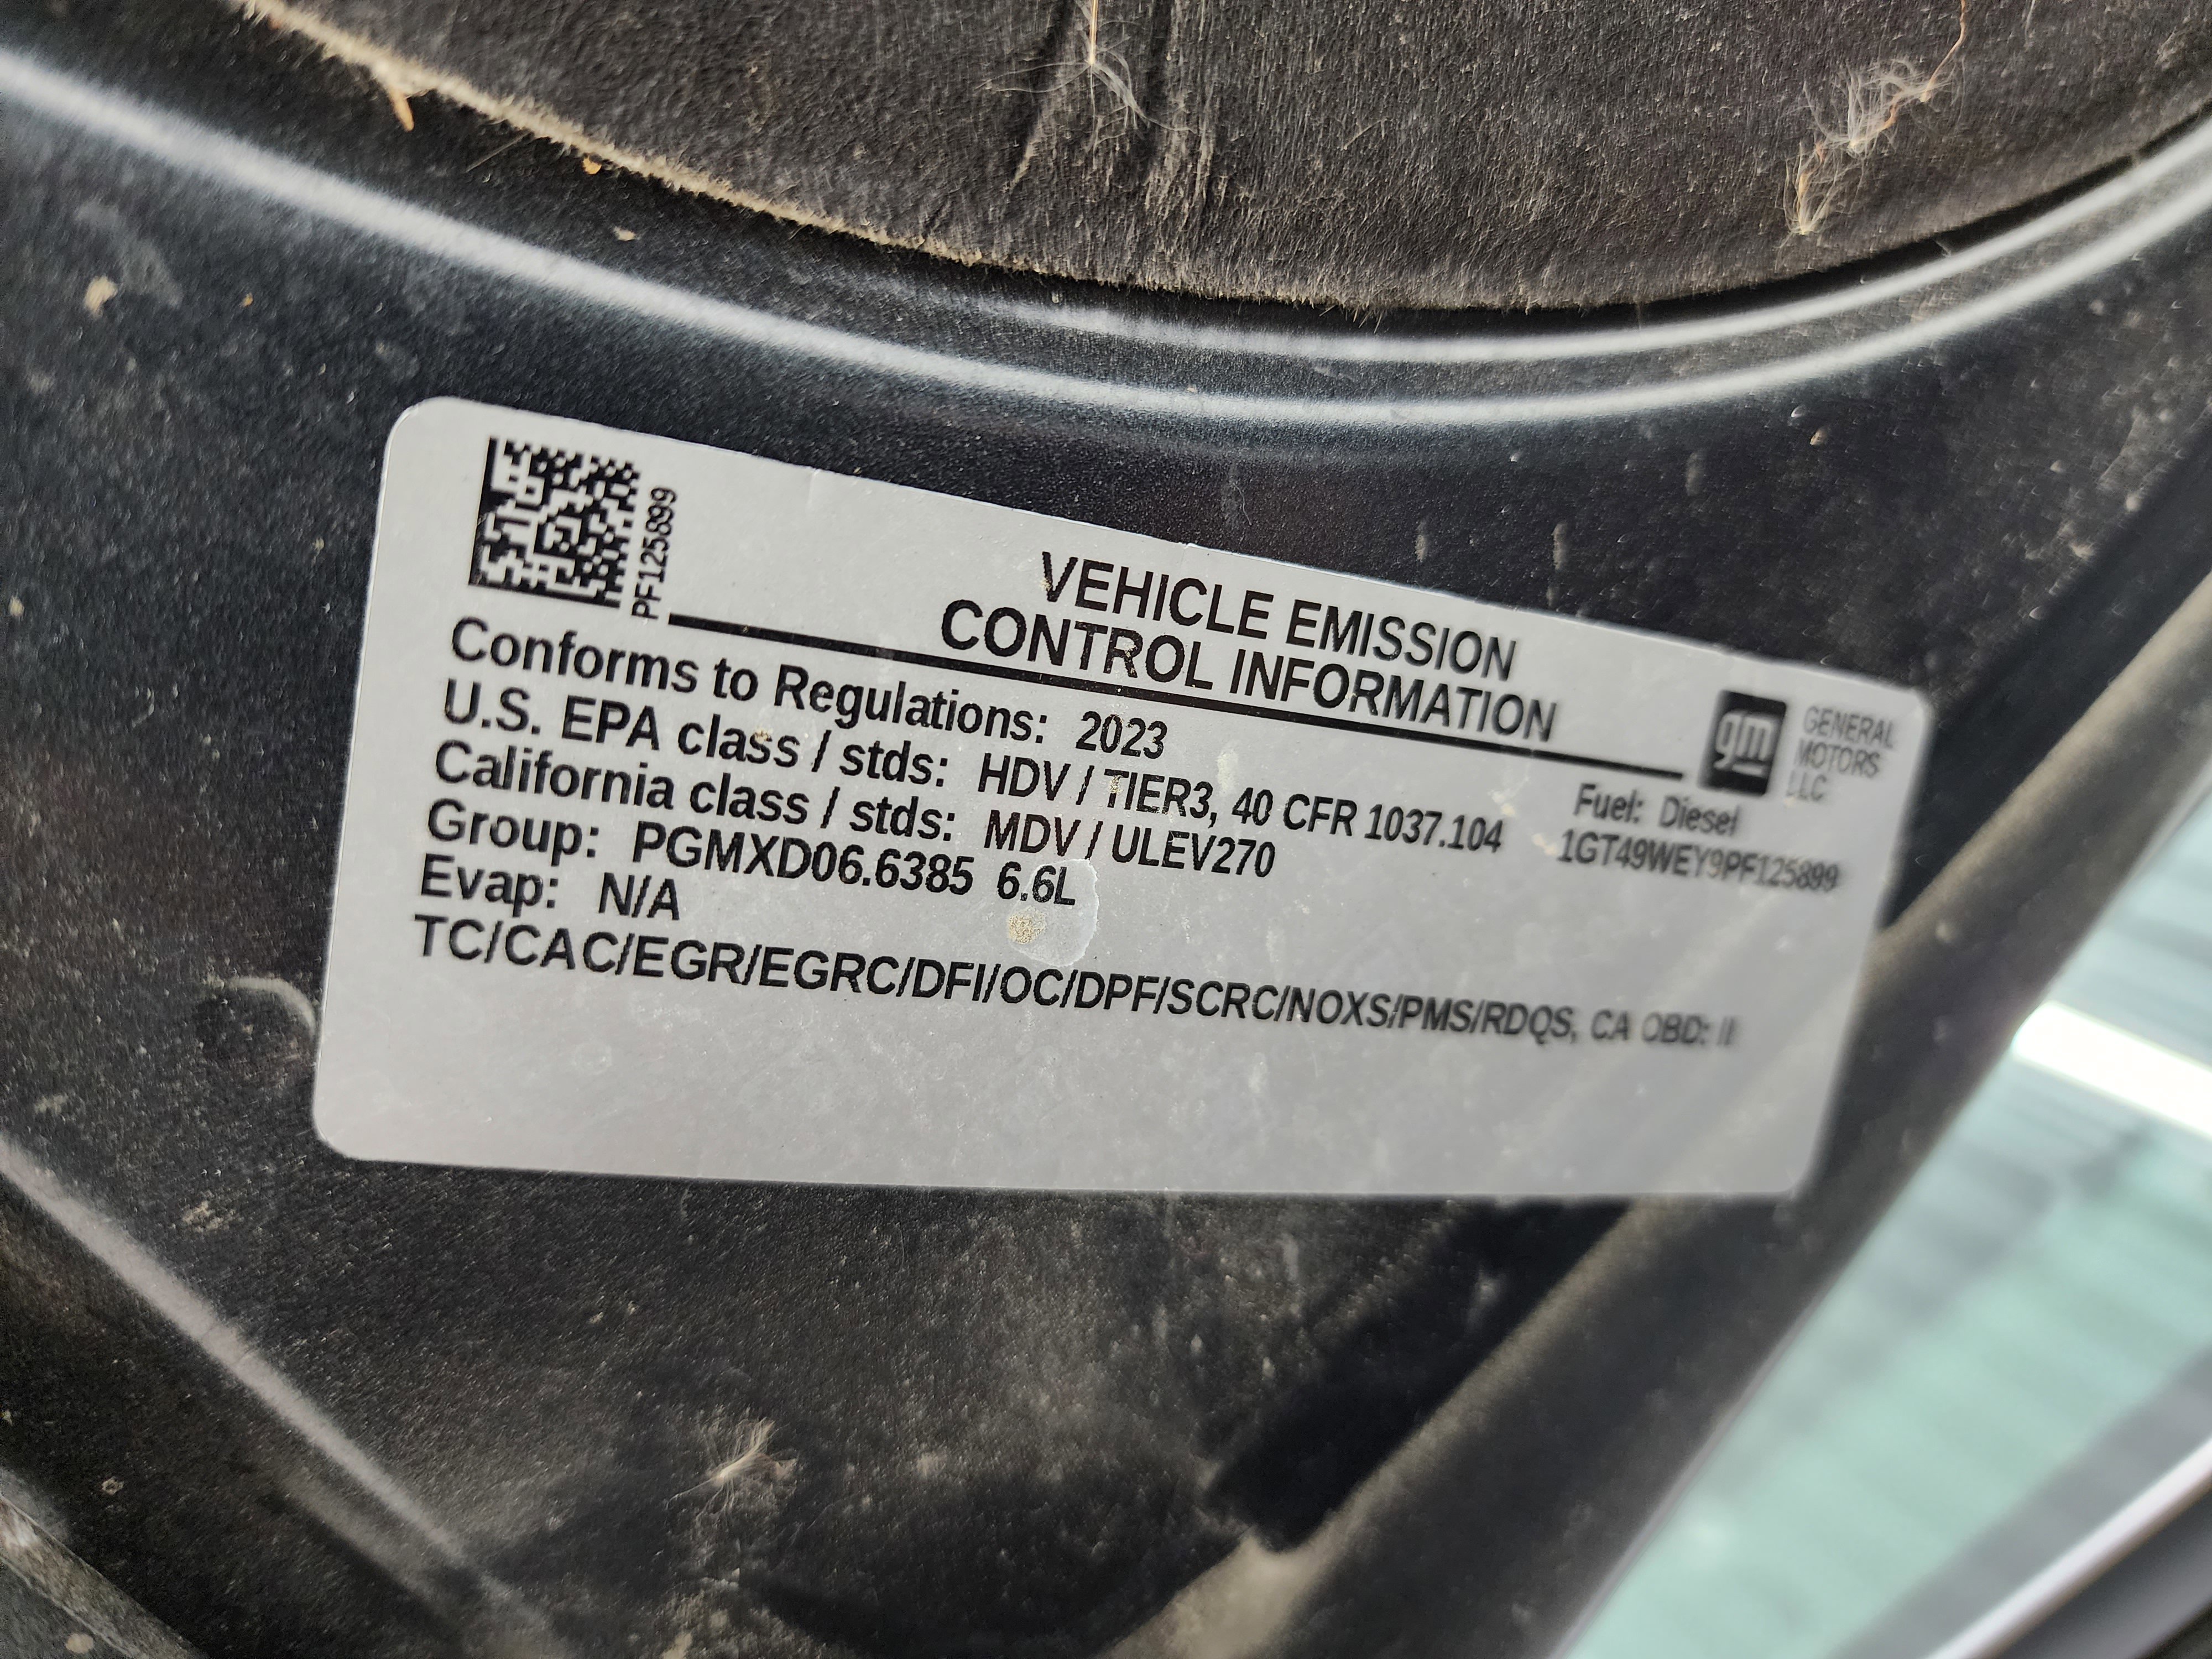 PF125899
VEHICLE EMISSION
CONTROL INFORMATION
gm
GENERAL
MOTORS
LLC
Conforms to Regulations: 2023
Fuel: Diesel
U.S. EPA class / stds: HDV / TIER3, 40 CFR 1037.104
1GT49WEY9PF125899
California class / stds: MDV / ULEV270
Group: PGMXD06.6385 6.6L
Evap: N/A
TC/CAC/EGR/EGRC/DFI/OC/DPF/SCRC/NOXS/PMS/RDQS, CA OBD: II